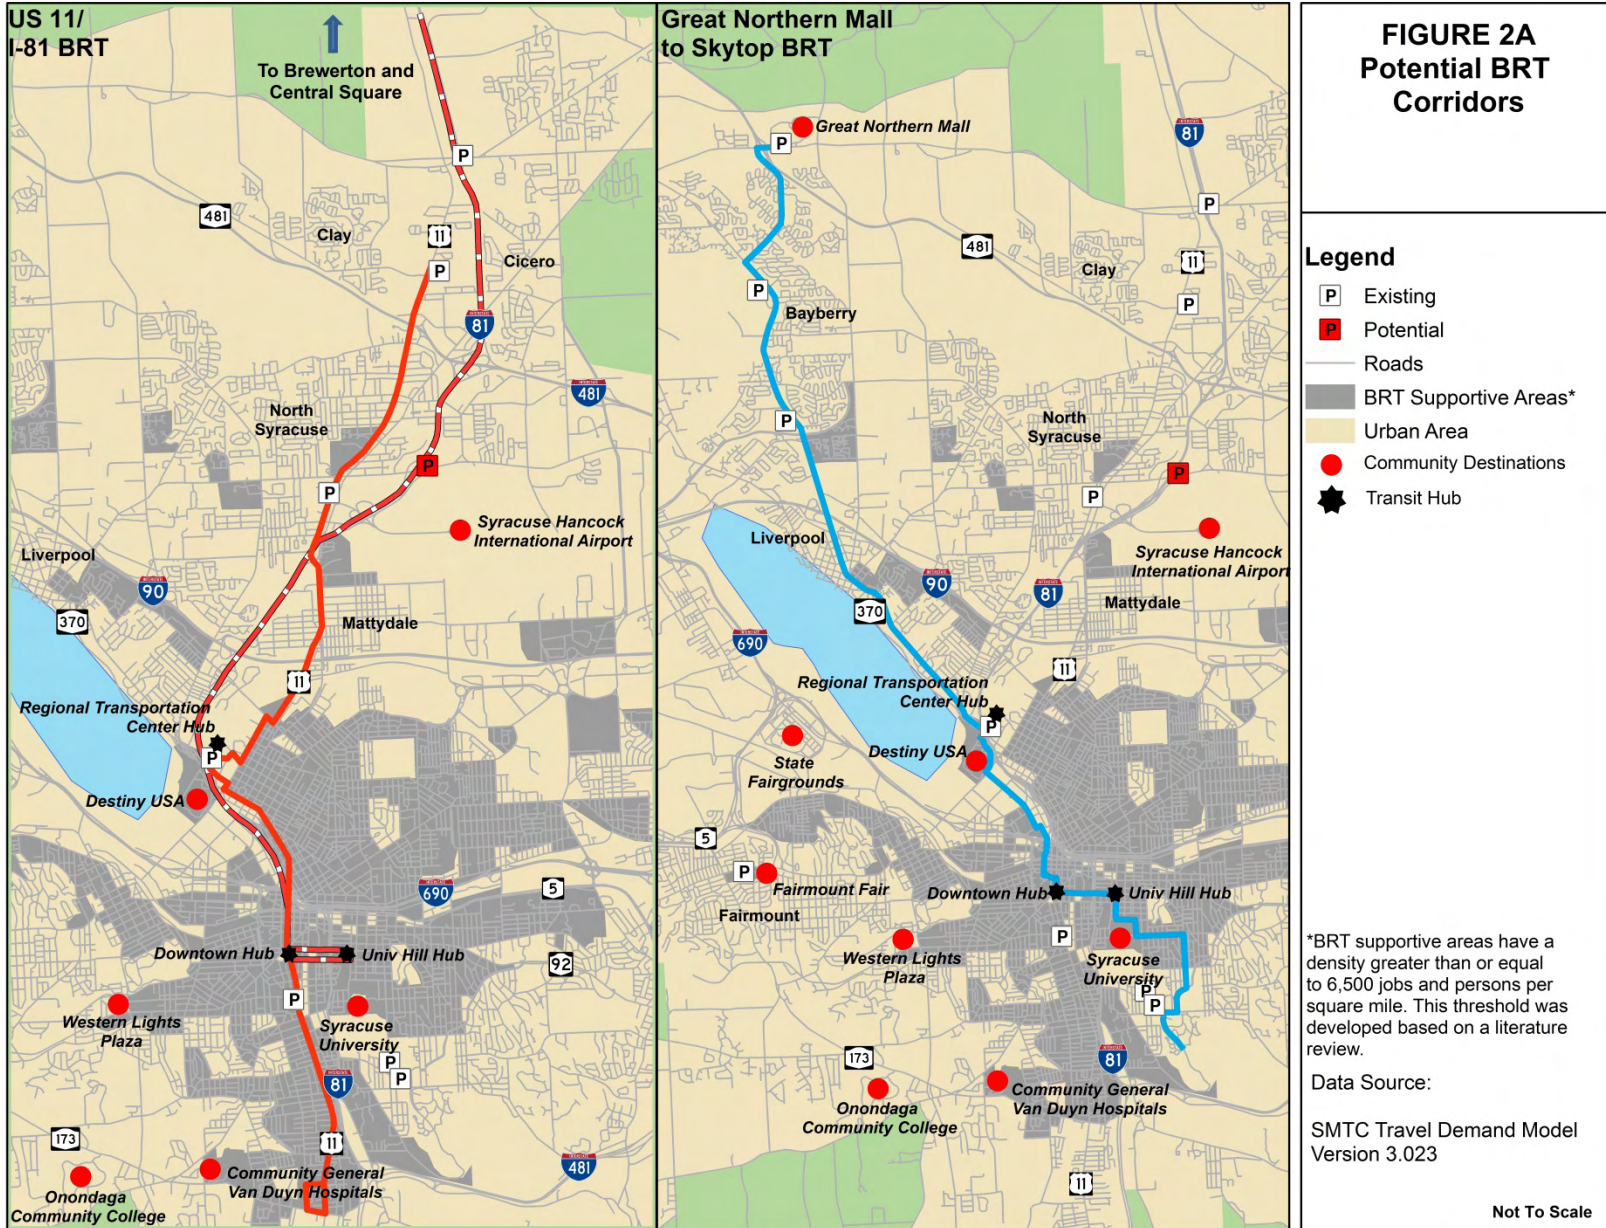 US 11/
I-81 BRT
To Brewerton and
Central Square
P
481
Clay
11
P
Cicero
81
481
North
Syracuse
P
P
Syracuse Hancock
International Airport
Liverpool
90
370
Mattydale
11
Regional Transportation
Center Hub
P
Destiny USA
690
5
Downtown Hub
Univ Hill Hub
92
P
Western Lights
Plaza
Syracuse
University
P
P
81
173
11
Community General
Van Duyn Hospitals
481
Onondaga
Community College
Great Northern Mall
to Skytop BRT
Great Northern Mall
P
81
P
481
11
Clay
P
P
Bayberry
P
North
Syracuse
P
P
Liverpool
Syracuse Hancock
International Airport
90
81
370
Mattydale
690
11
Regional Transportation
Center Hub
P
State
Fairgrounds
Destiny USA
5
P
Fairmount Fair
Fairmount
Downtown Hub
Univ Hill Hub
P
Western Lights
Plaza
Syracuse
University
P
P
173
81
Onondaga
Community College
Community General
Van Duyn Hospitals
11
FIGURE 2A
Potential BRT
Corridors
Legend
P Existing
P Potential
Roads
BRT Supportive Areas*
Urban Area
Community Destinations
Transit Hub
*BRT supportive areas have a
density greater than or equal
to 6,500 jobs and persons per
square mile. This threshold was
developed based on a literature
review.
Data Source:
SMTC Travel Demand Model
Version 3.023
Not To Scale